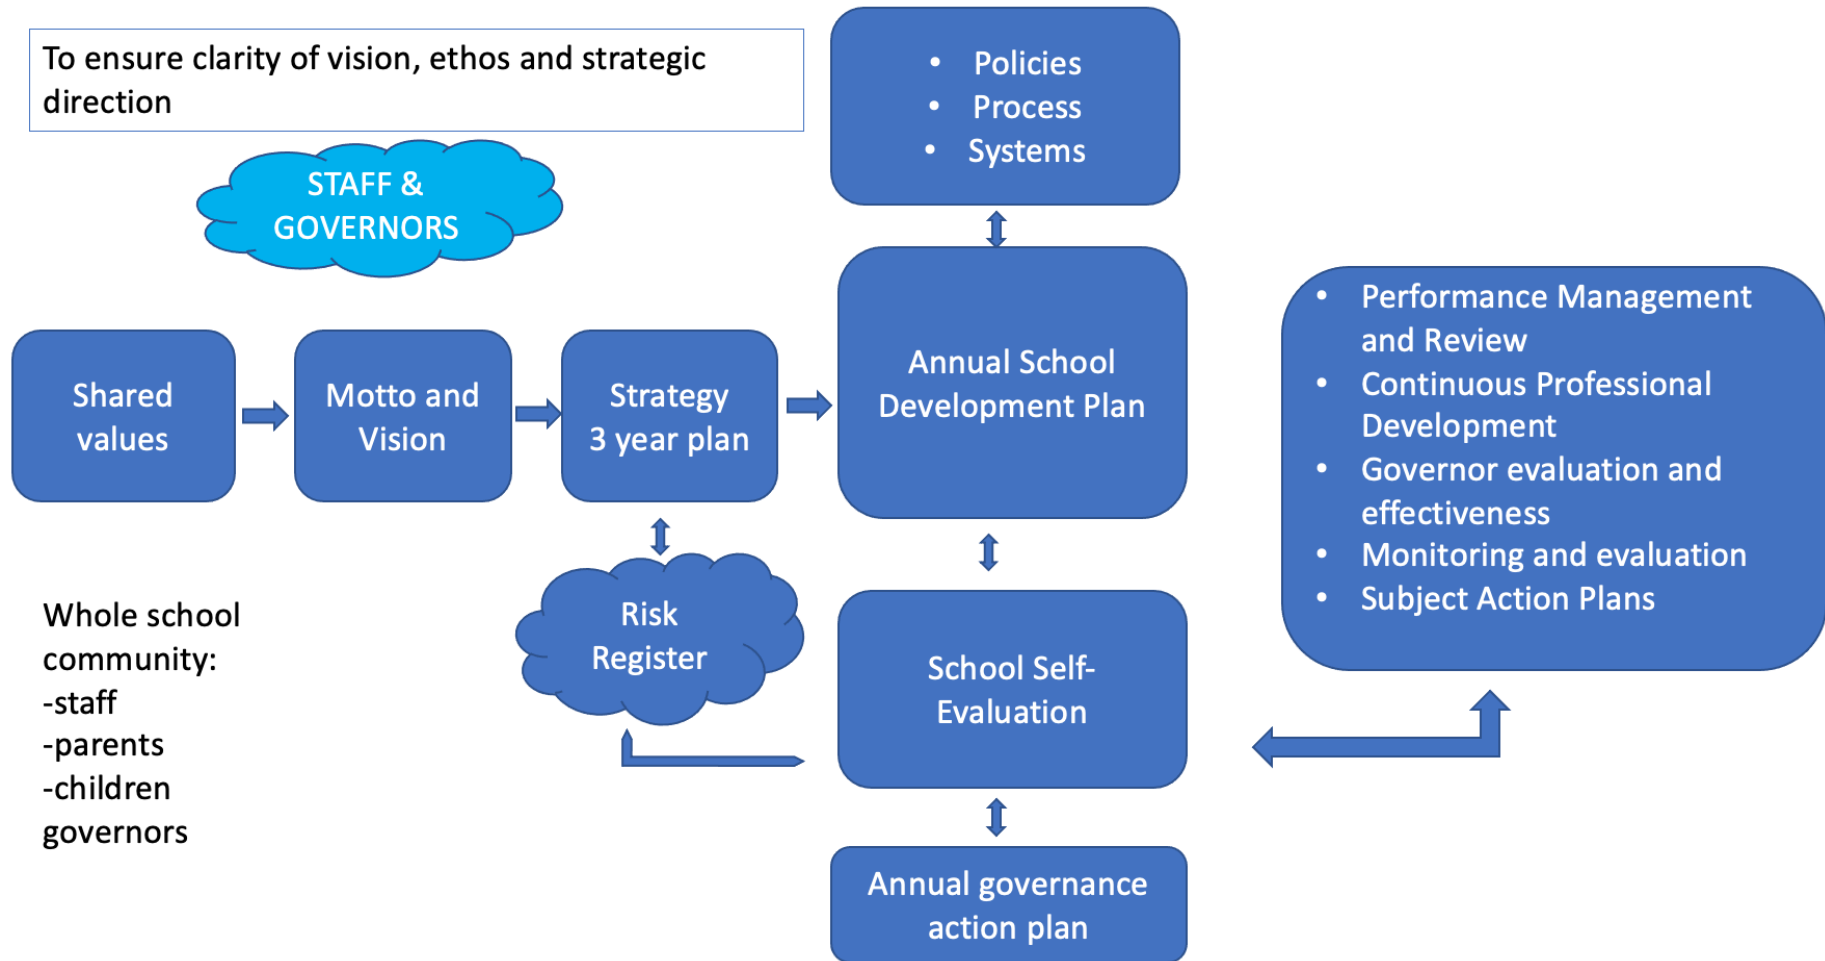 To ensure clarity of vision, ethos and strategic
direction
• Policies
• Process
• Systems
STAFF &
GOVERNORS
Shared
values
Motto and
Vision
Strategy
3 year plan
Annual School
Development Plan
• Performance Management
and Review
• Continuous Professional
Development
• Governor evaluation and
effectiveness
• Monitoring and evaluation
• Subject Action Plans
Whole school
community:
-staff
-parents
-children
governors
Risk
Register
School Self-
Evaluation
Annual governance
action plan